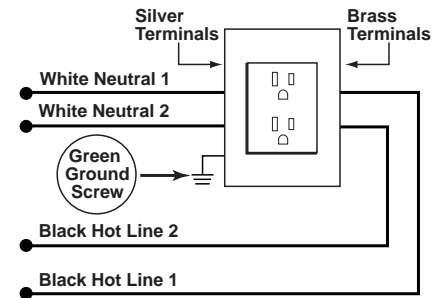 Silver
Terminals
Brass
Terminals
White Neutral 1
White Neutral 2
Green
Ground
Screw
Black Hot Line 2
Black Hot Line 1